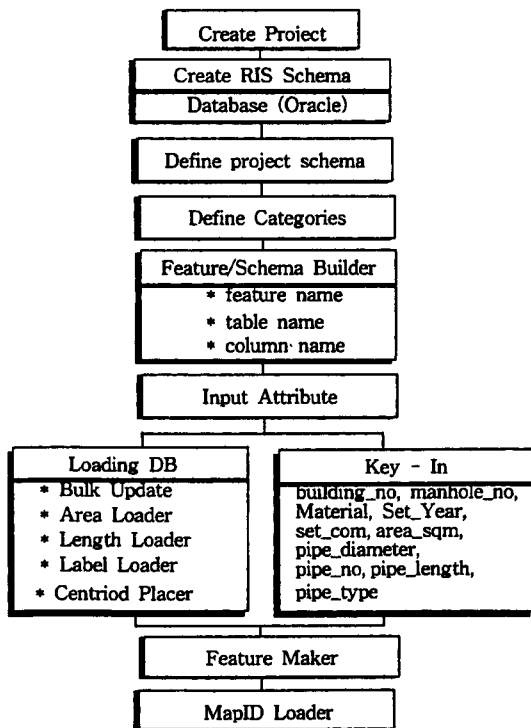 Create Project
Create RIS Schema
Database (Oracle)
Define project schema
Define Categories
Feature/Schema Builder
* feature name
* table name
* column name
Input Attribute
Loading DB
* Bulk Update
* Area Loader
* Length Loader
* Label Loader
* Centriod Placer
Key - In
building_no, manhole_no,
Material, Set_Year,
set_com, area_sqm,
pipe_diameter,
pipe_no, pipe_length,
pipe_type
Feature Maker
MapID Loader